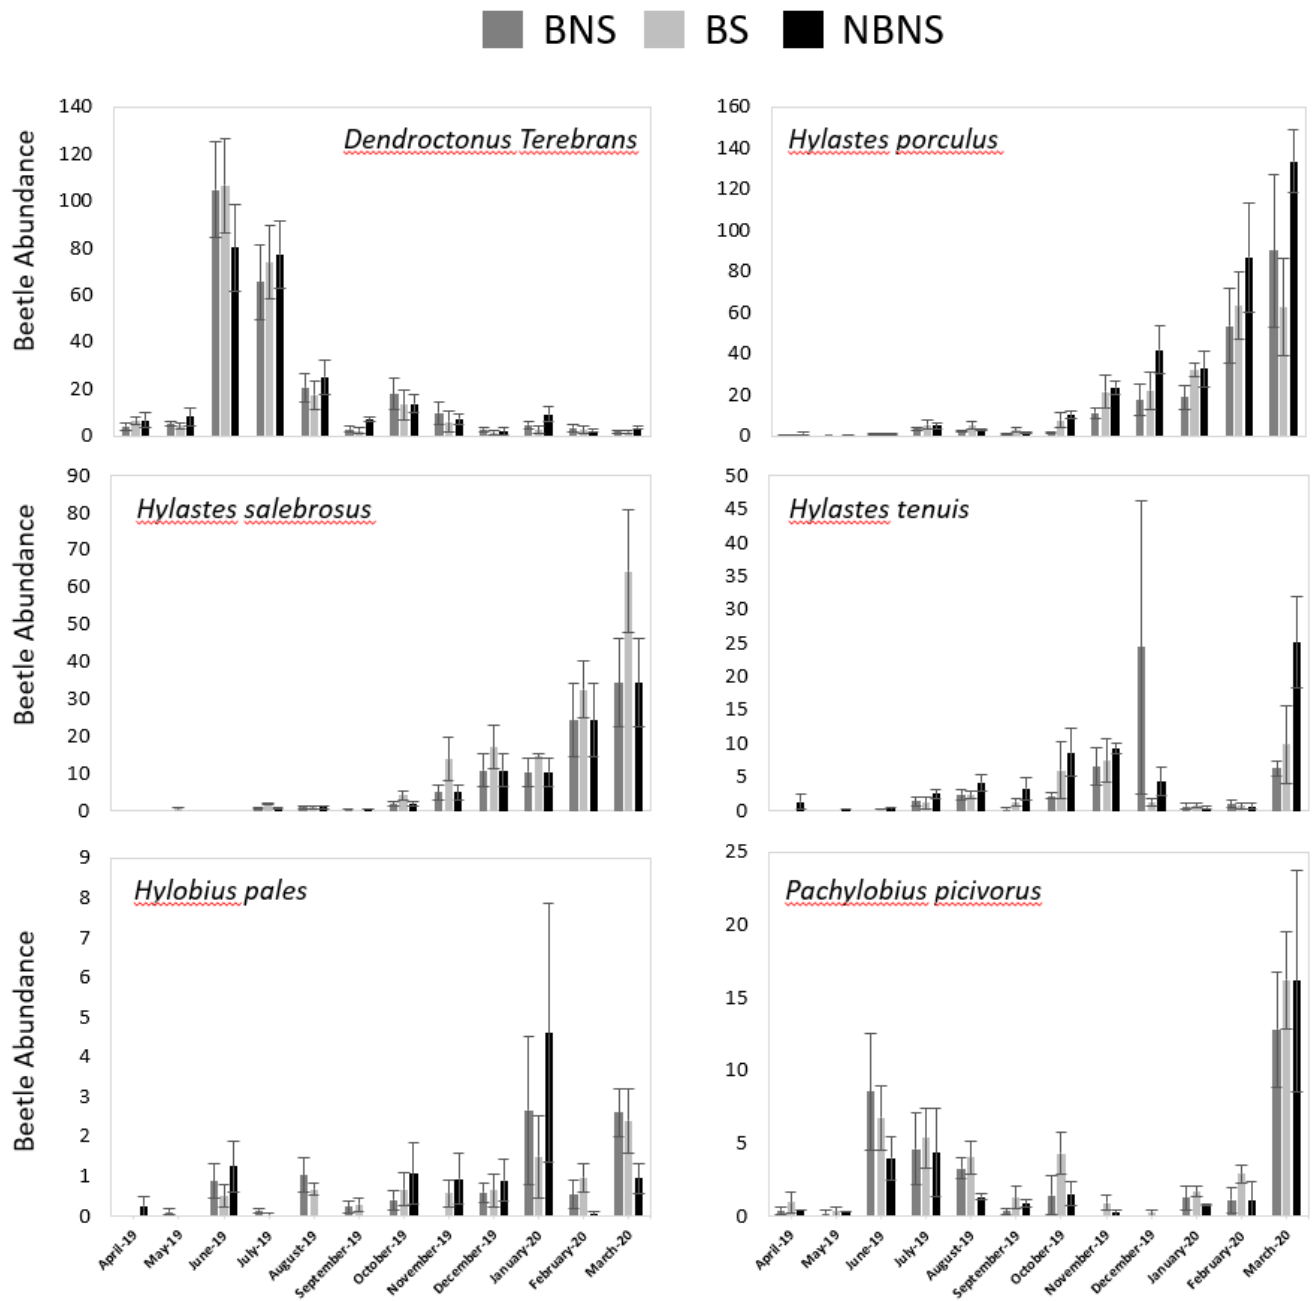 BNS BS NBNS
Beetle Abundance
140
120
100
80
60
40
20
0
Dendroctonus Terebrans
160
140
120
100
80
60
40
20
0
Hylastes porculus
Beetle Abundance
90
80
70
60
50
40
30
20
10
0
Hylastes salebrosus
50
45
40
35
30
25
20
15
10
5
0
Hylastes tenuis
Beetle Abundance
9
8
7
6
5
4
3
2
1
0
Hylobius pales
April-19
May-19
June-19
July-19
August-19
September-19
October-19
November-19
December-19
January-20
February-20
March-20
25
20
15
10
5
0
Pachylobius picivorus
April-19
May-19
June-19
July-19
August-19
September-19
October-19
November-19
December-19
January-20
February-20
March-20